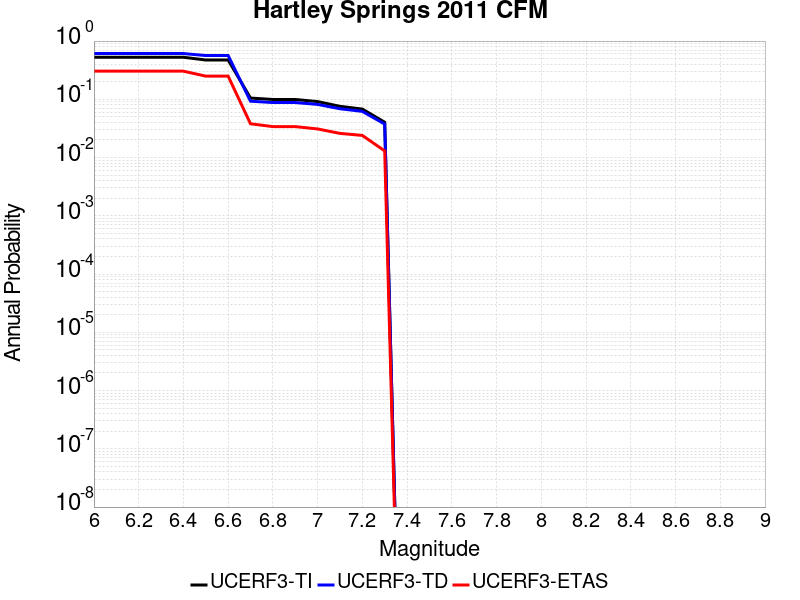 Hartley Springs 2011 CFM
10^0
10^-1
10^-2
10^-3
10^-4
10^-5
10^-6
10^-7
10^-8
Annual Probability
6 6.2 6.4 6.6 6.8 7 7.2 7.4 7.6 7.8 8 8.2 8.4 8.6 8.8 9
Magnitude
UCERF3-TI UCERF3-TD UCERF3-ETAS